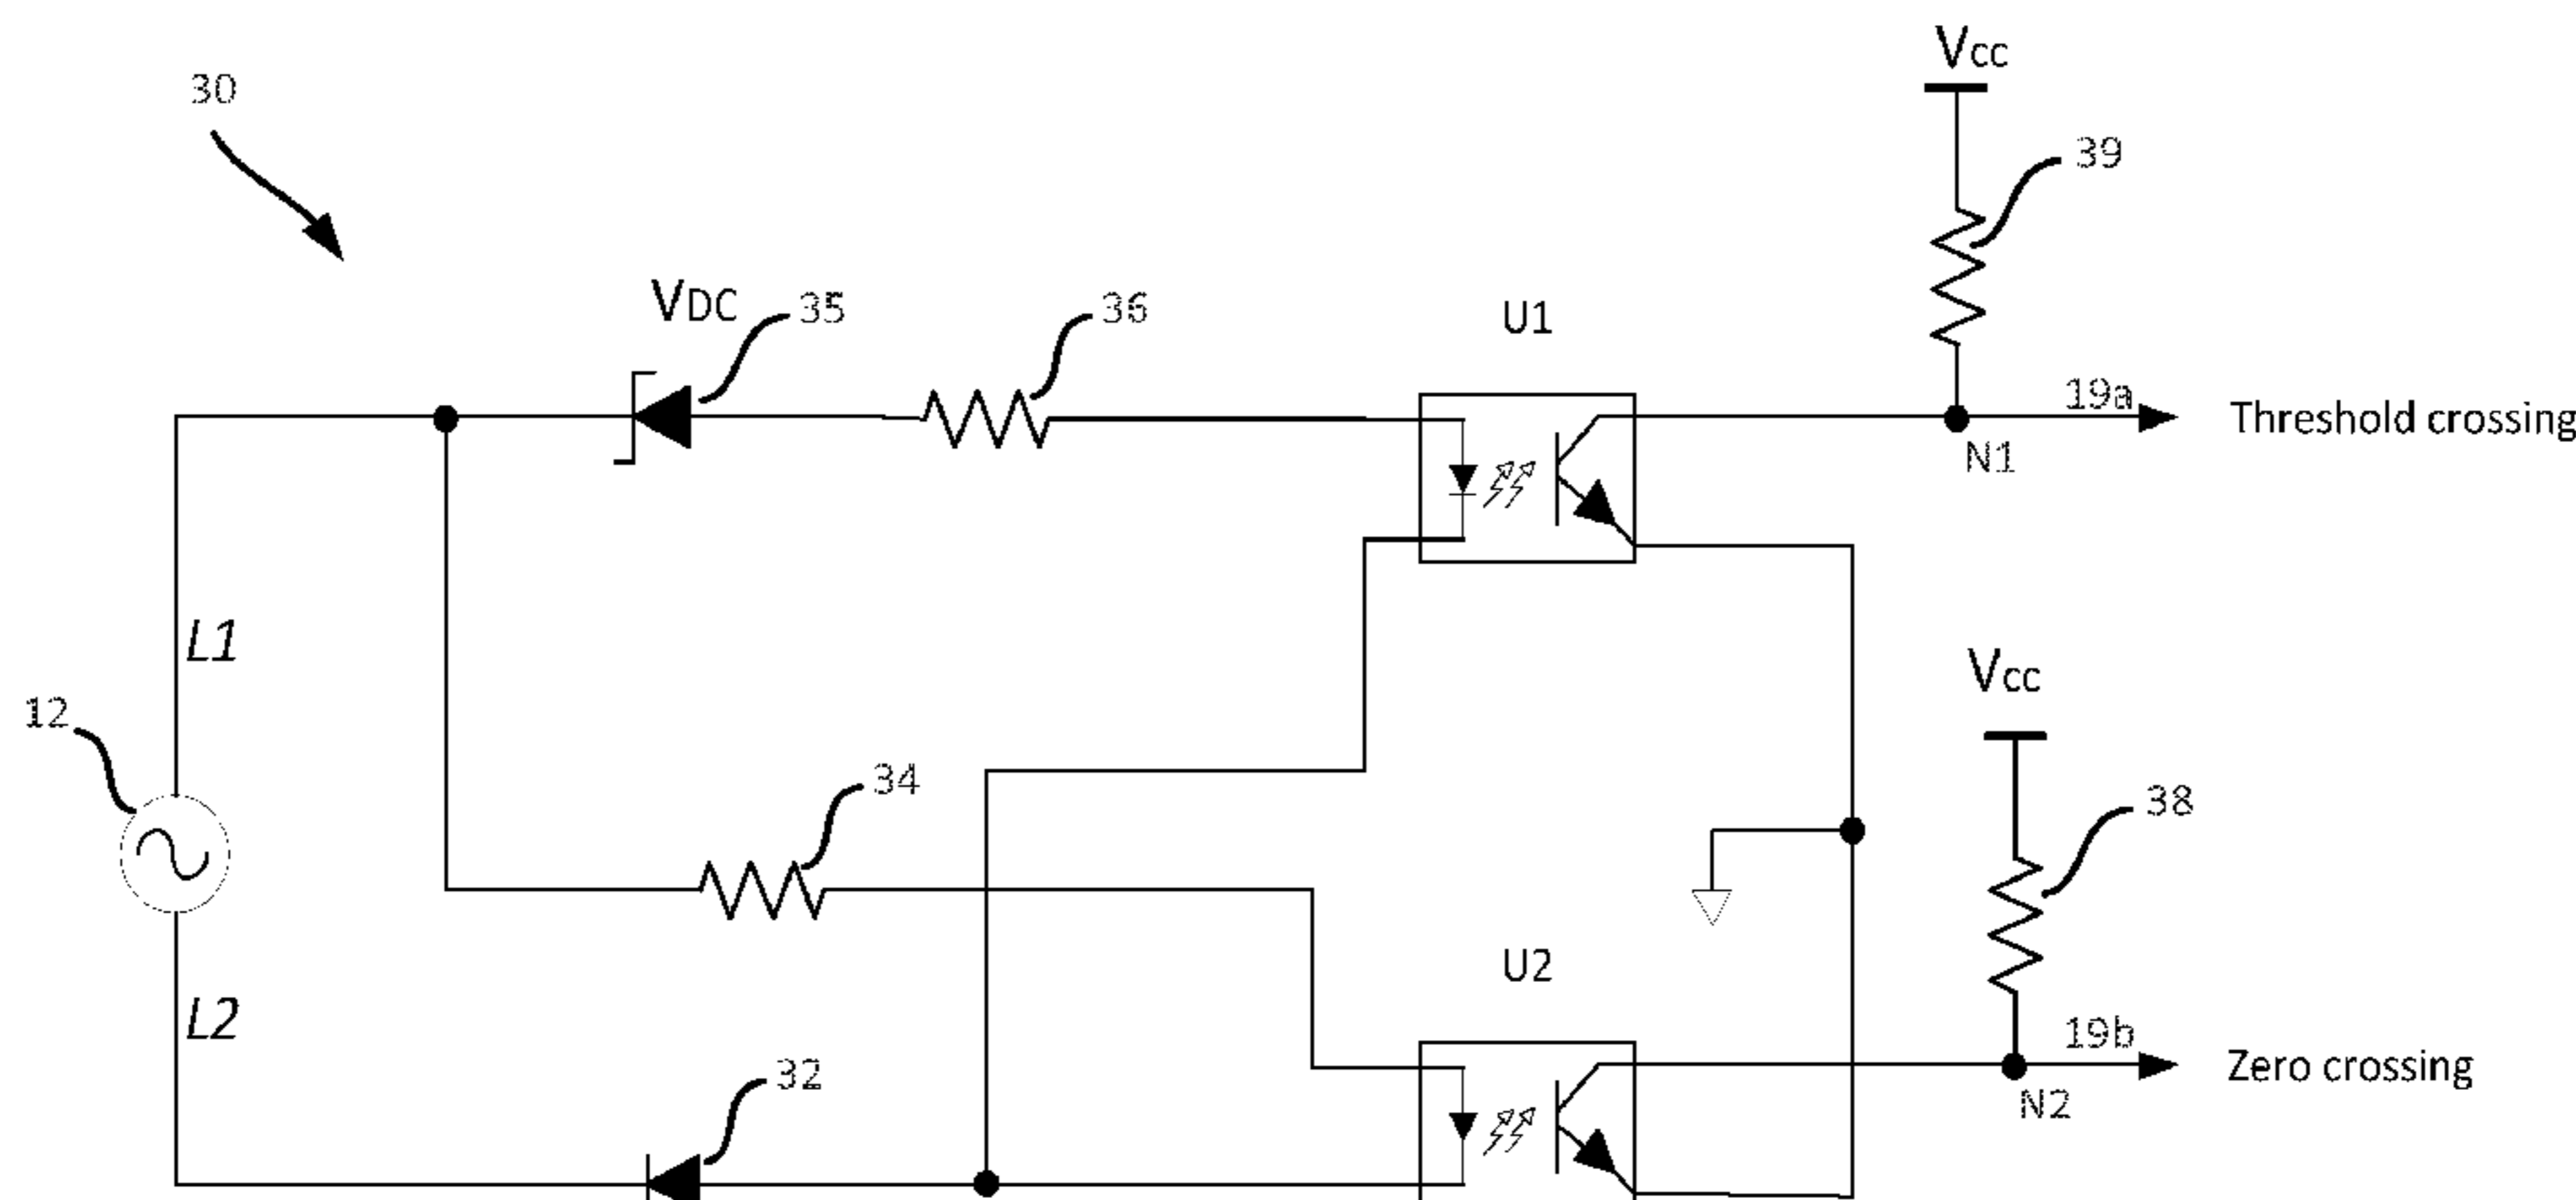 Vcc
30
39
VDC
35
36
U1
19a
Threshold crossing
N1
L1
Vcc
12
34
38
U2
L2
19b
Zero crossing
32
N2